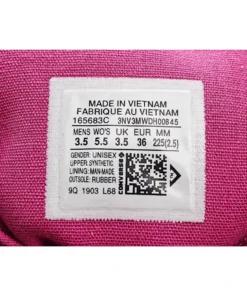 MADE IN VIETNAM
FABRIQUE AU VIETNAM
165683C 3NV3MWDH00845
MENS WO'S UK EUR MM
3.5 5.5 3.5 36 225(2.5)
GENDER: UNISEX
UPPER: SYNTHETIC
LINING: MAN-MADE
OUTSOLE: RUBBER
9Q 1903 L68
CONVERSE